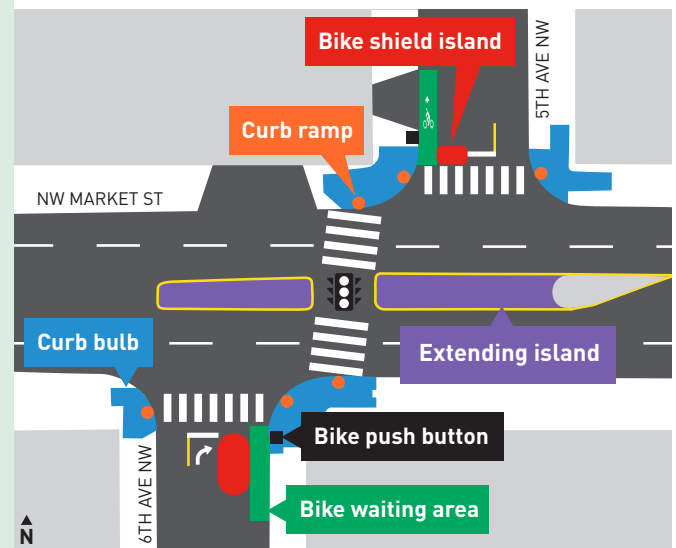 Bike shield island
5TH AVE NW
Curb ramp
NW MARKET ST
Curb bulb
Extending island
Bike push button
6TH AVE NW
Bike waiting area
N